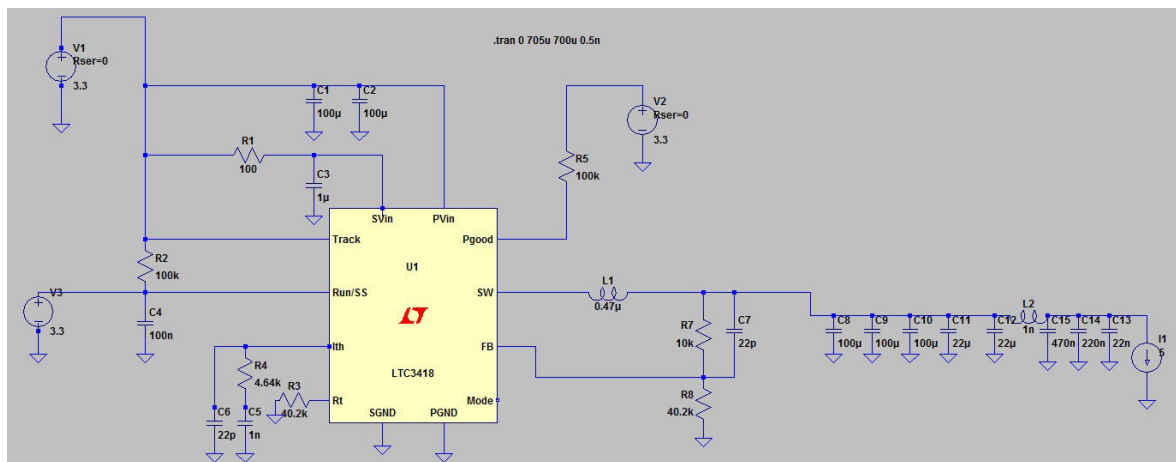 .tran 0 705u 700u 0.5n
V1
Rser=0
3.3
C1
100µ
C2
100µ
V2
Rser=0
3.3
R1
100
C3
1µ
R5
100k
SVin
PVin
Track
Pgood
R2
100k
U1
V3
3.3
Run/SS
SW
L1
0.47µ
C4
100n
Ith
FB
R7
10k
C7
22p
C8
100µ
C9
100µ
C10
100µ
C11
22µ
C12
22µ
L2
1n
C15
470n
C14
220n
C13
22n
I1
5
R4
4.64k
R3
40.2k
LTC3418
Rt
Mode
R8
40.2k
C6
22p
C5
1n
SGND
PGND